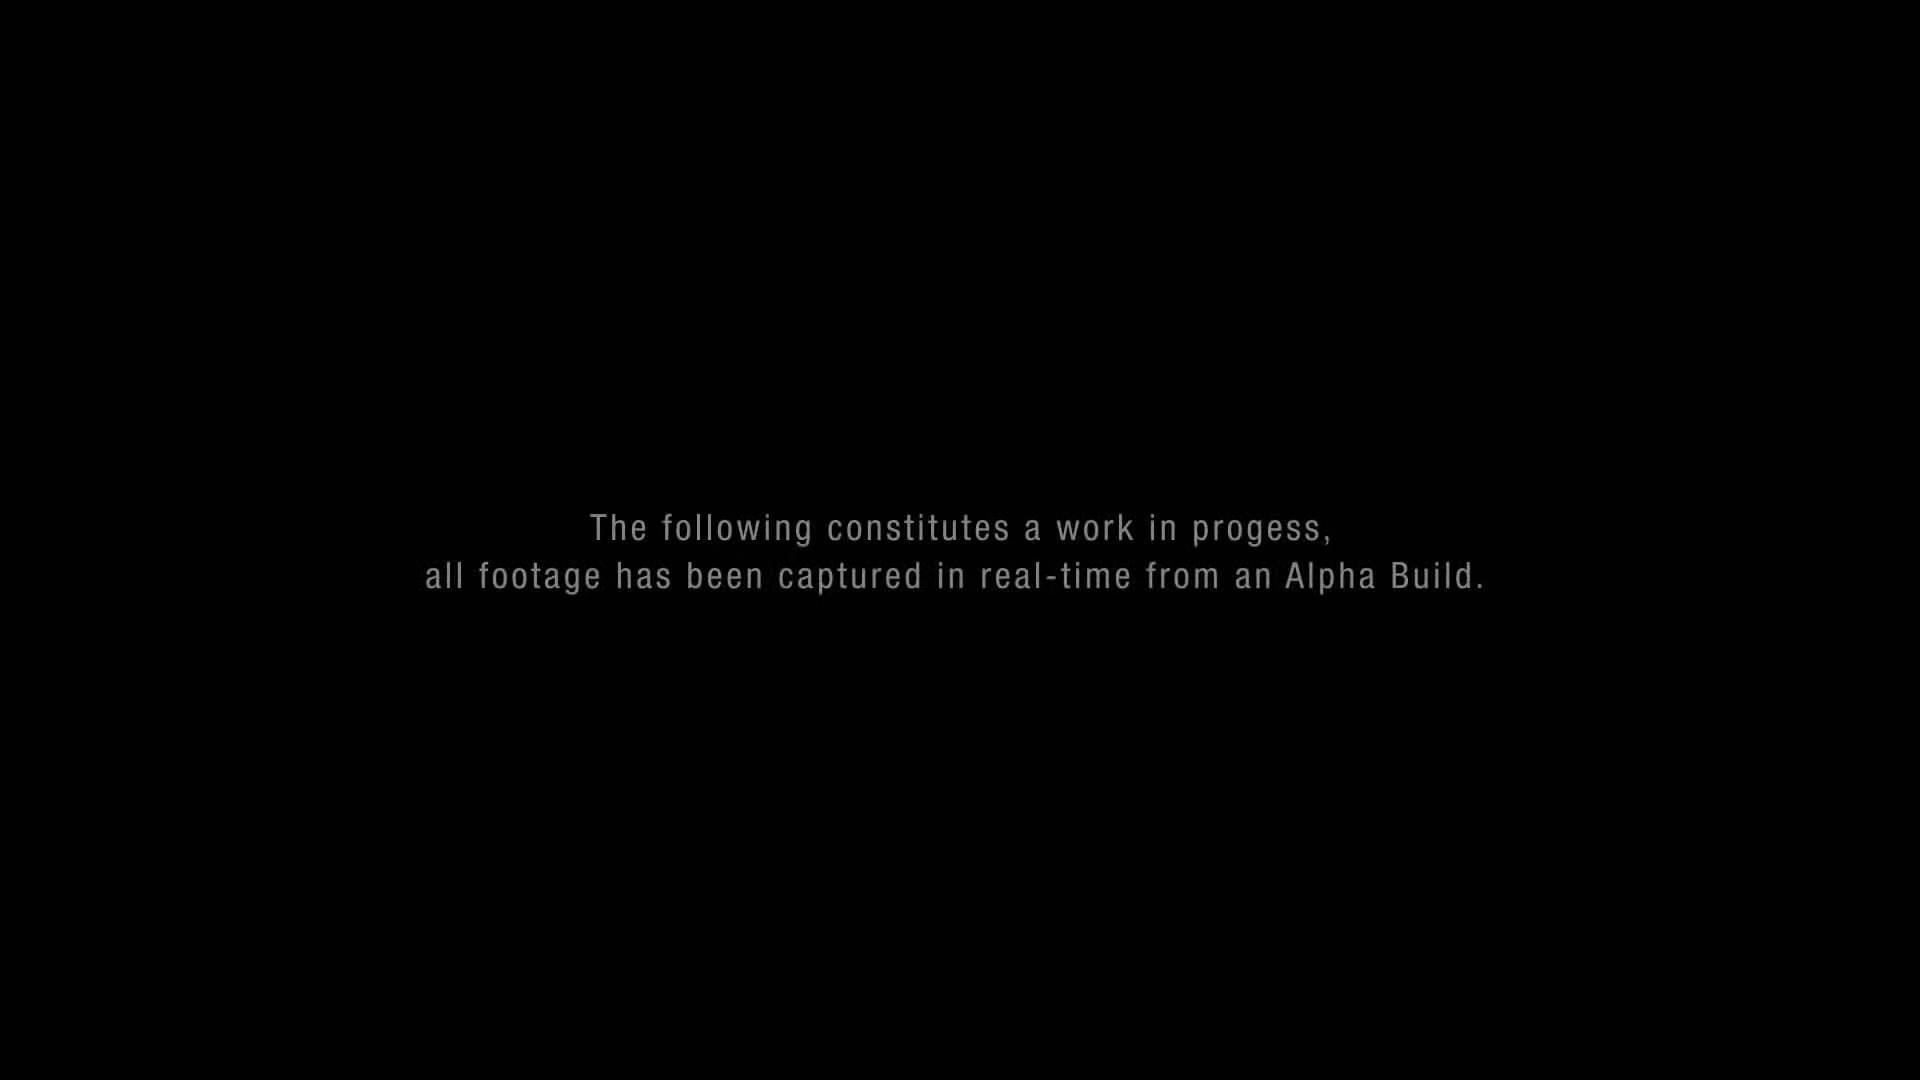 The following constitutes a work in progess,
all footage has been captured in real-time from an Alpha Build.